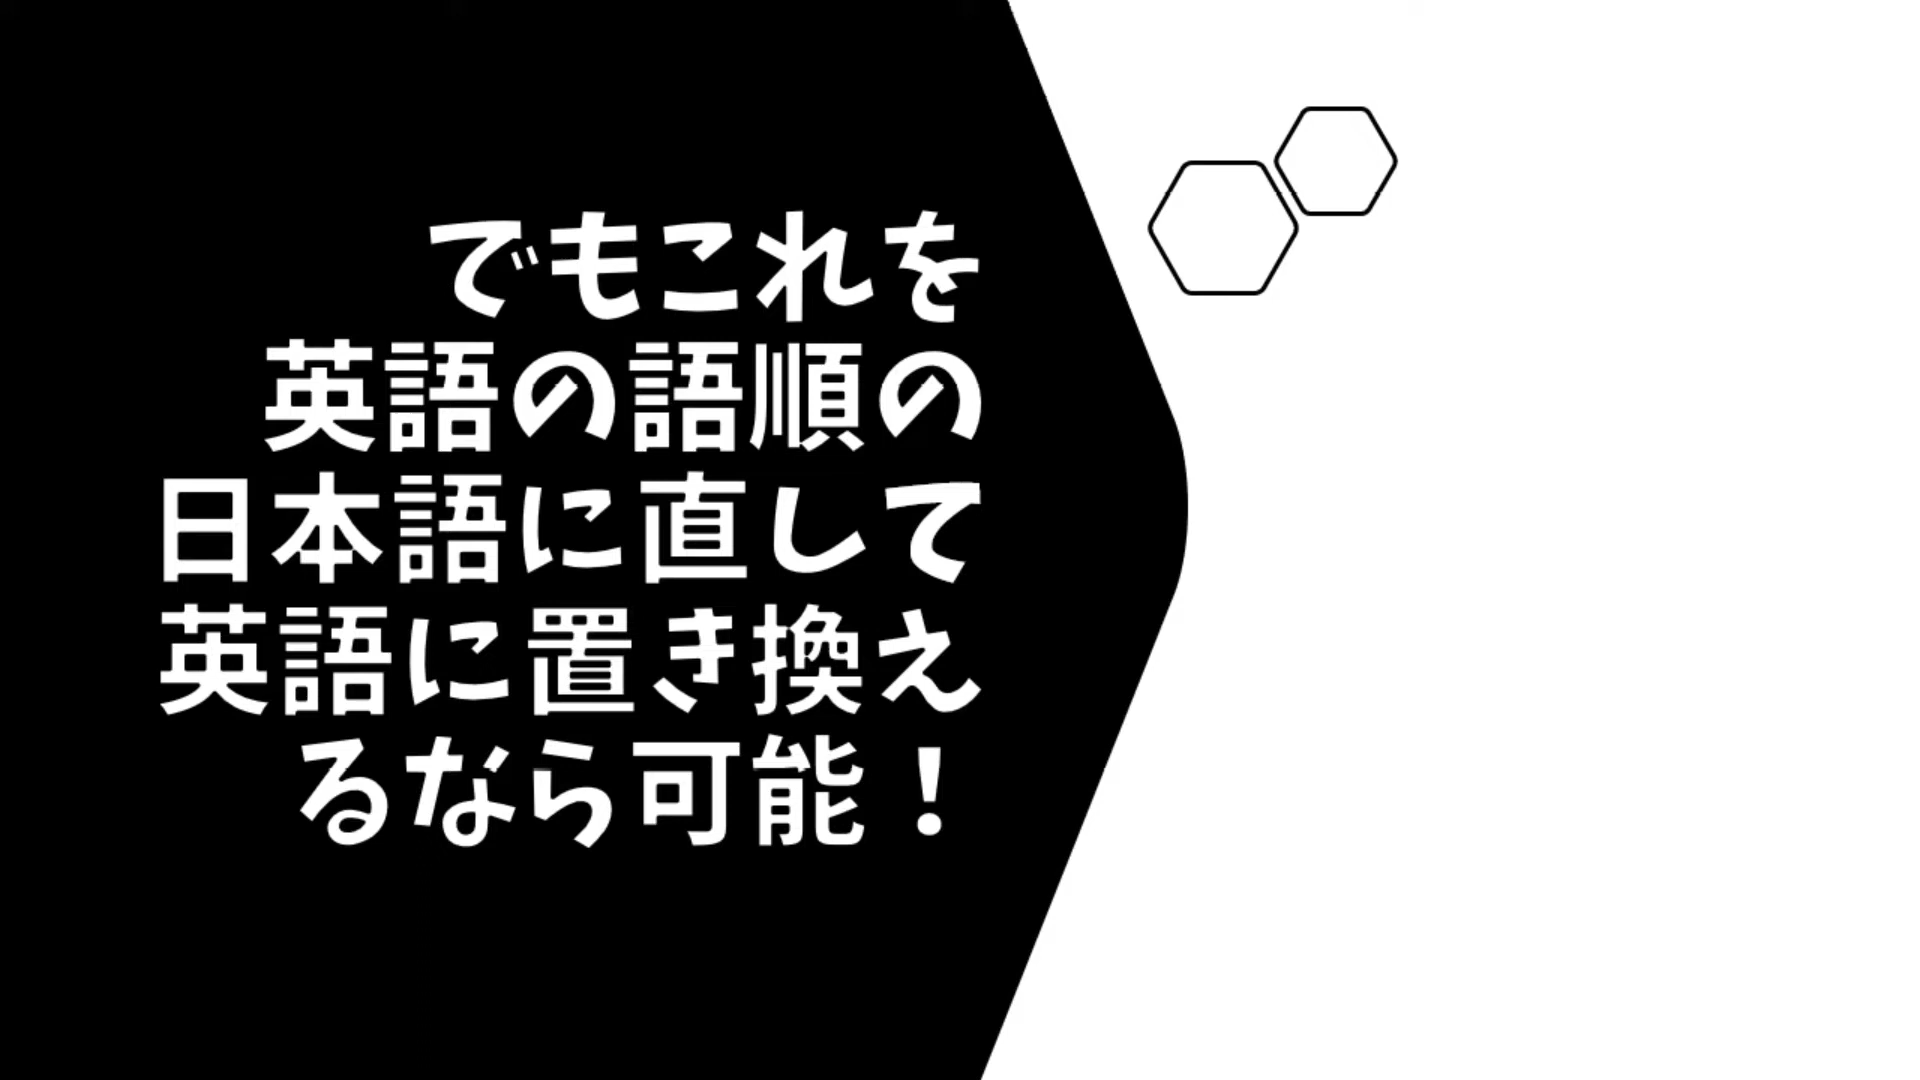 でもこれを
英語の語順の
日本語に直して
英語に置き換え
るなら可能！